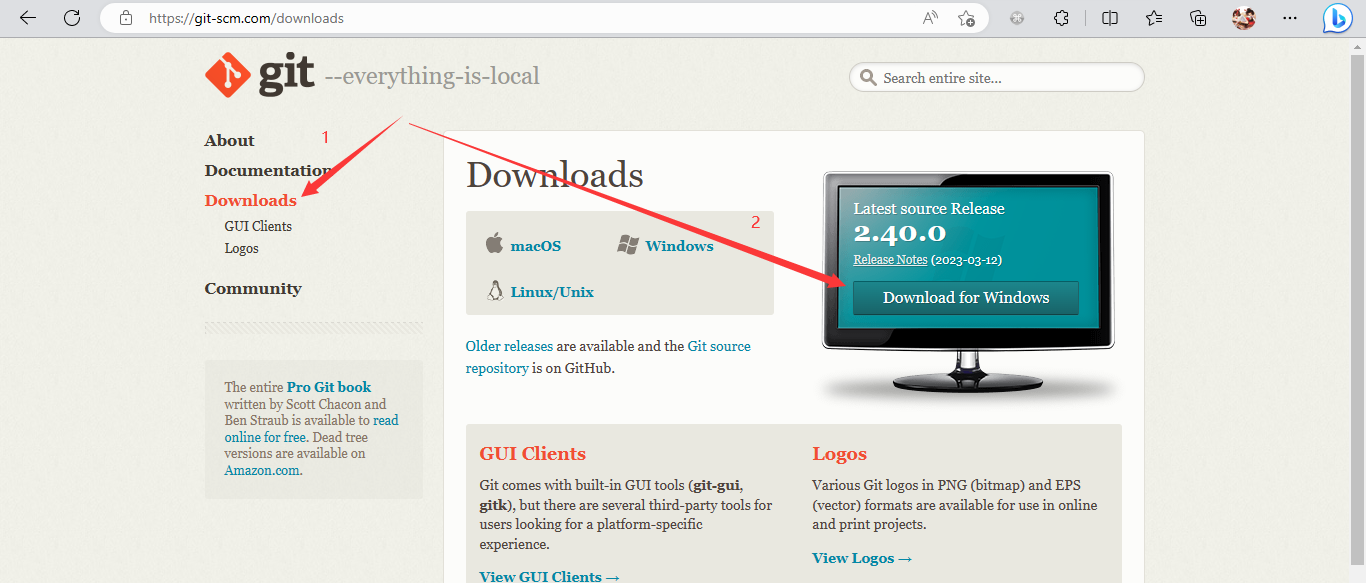 https://git-scm.com/downloads
git --everything-is-local
Search entire site...
About
1
Documentation
Downloads
GUI Clients
Logos
Community
The entire Pro Git book
written by Scott Chacon and
Ben Straub is available to read
online for free. Dead tree
versions are available on
Amazon.com.
Downloads
2
macOS
Windows
Linux/Unix
Older releases are available and the Git source
repository is on GitHub.
Latest source Release
2.40.0
Release Notes (2023-03-12)
Download for Windows
GUI Clients
Git comes with built-in GUI tools (git-gui,
gitk), but there are several third-party tools for
users looking for a platform-specific
experience.
View GUI Clients →
Logos
Various Git logos in PNG (bitmap) and EPS
(vector) formats are available for use in online
and print projects.
View Logos →